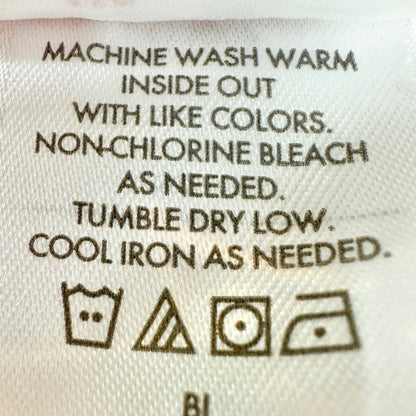 MACHINE WASH WARM
INSIDE OUT
WITH LIKE COLORS.
NON-CHLORINE BLEACH
AS NEEDED.
TUMBLE DRY LOW.
COOL IRON AS NEEDED.